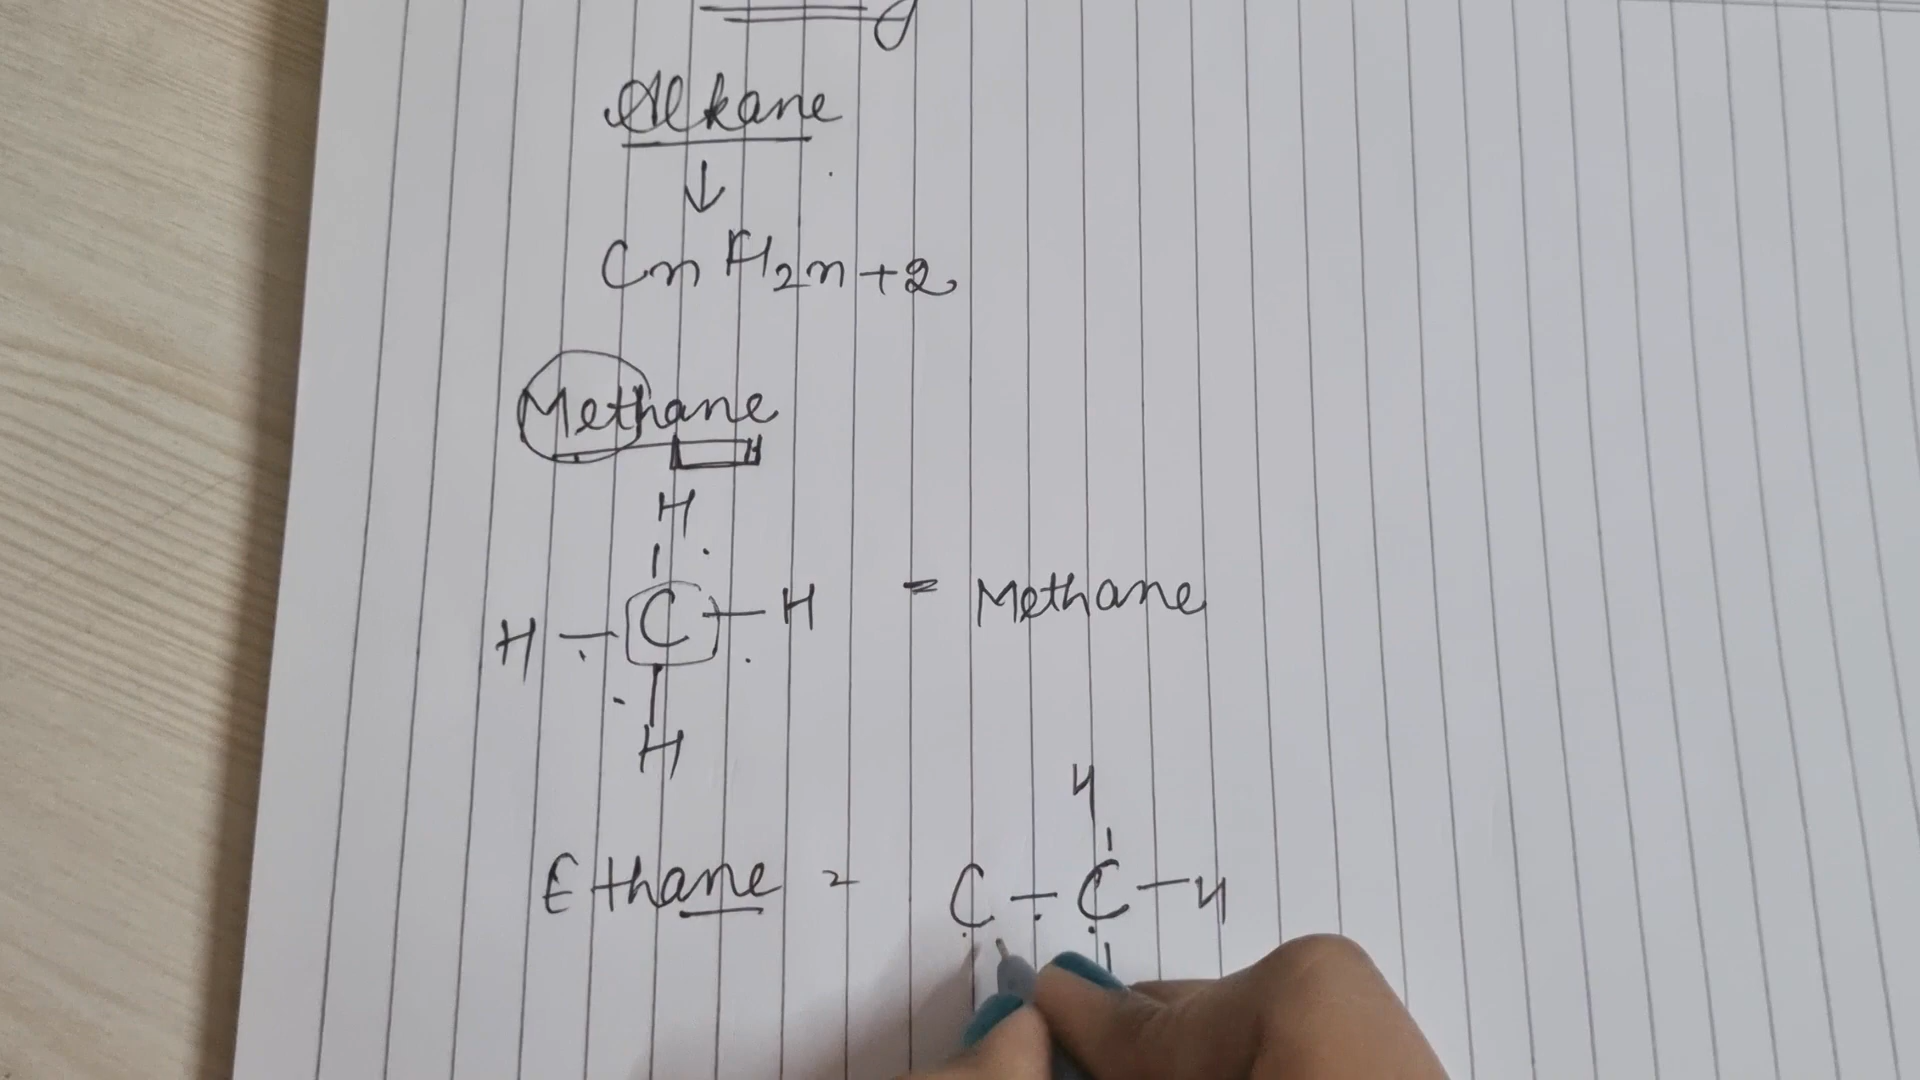 Alkane
↓
CnH2n+2
Methane
H
H — C — H = Methane
H
H
Ethane = C — C — H